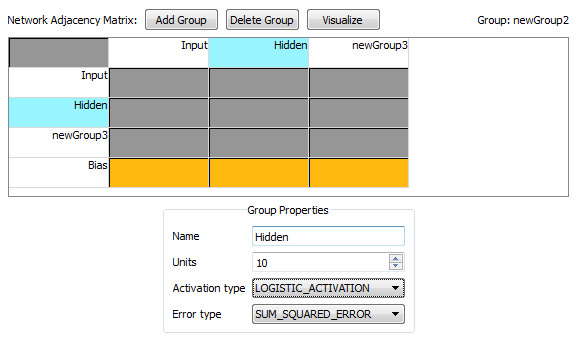 Network Adjacency Matrix: Add Group Delete Group Visualize Group: newGroup2
Input Hidden newGroup3
Input
Hidden
newGroup3
Bias
Group Properties
Name Hidden
Units 10
Activation type LOGISTIC_ACTIVATION
Error type SUM_SQUARED_ERROR